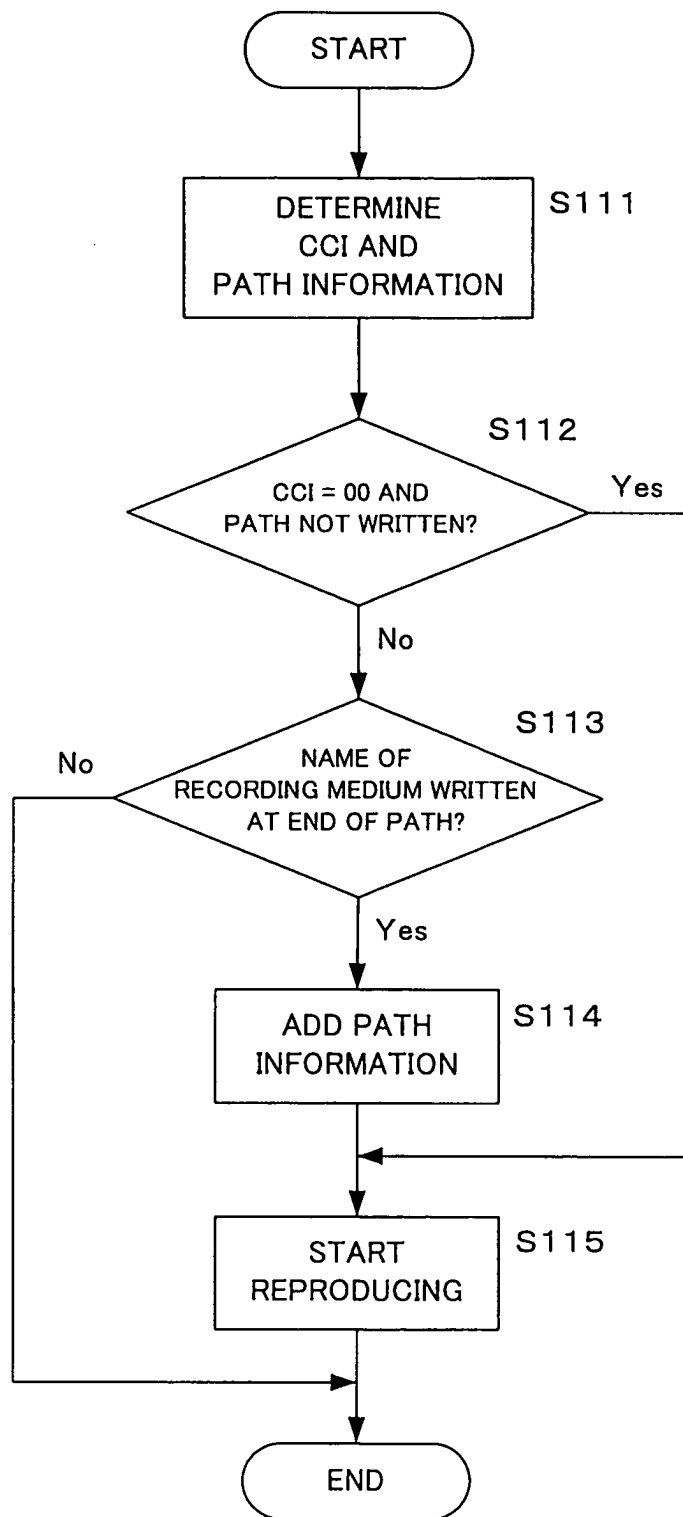 START
DETERMINE
CCI AND
PATH INFORMATION
S111
S112
CCI = 00 AND
PATH NOT WRITTEN?
Yes
No
S113
No
NAME OF
RECORDING MEDIUM WRITTEN
AT END OF PATH?
Yes
ADD PATH
INFORMATION
S114
START
REPRODUCING
S115
END